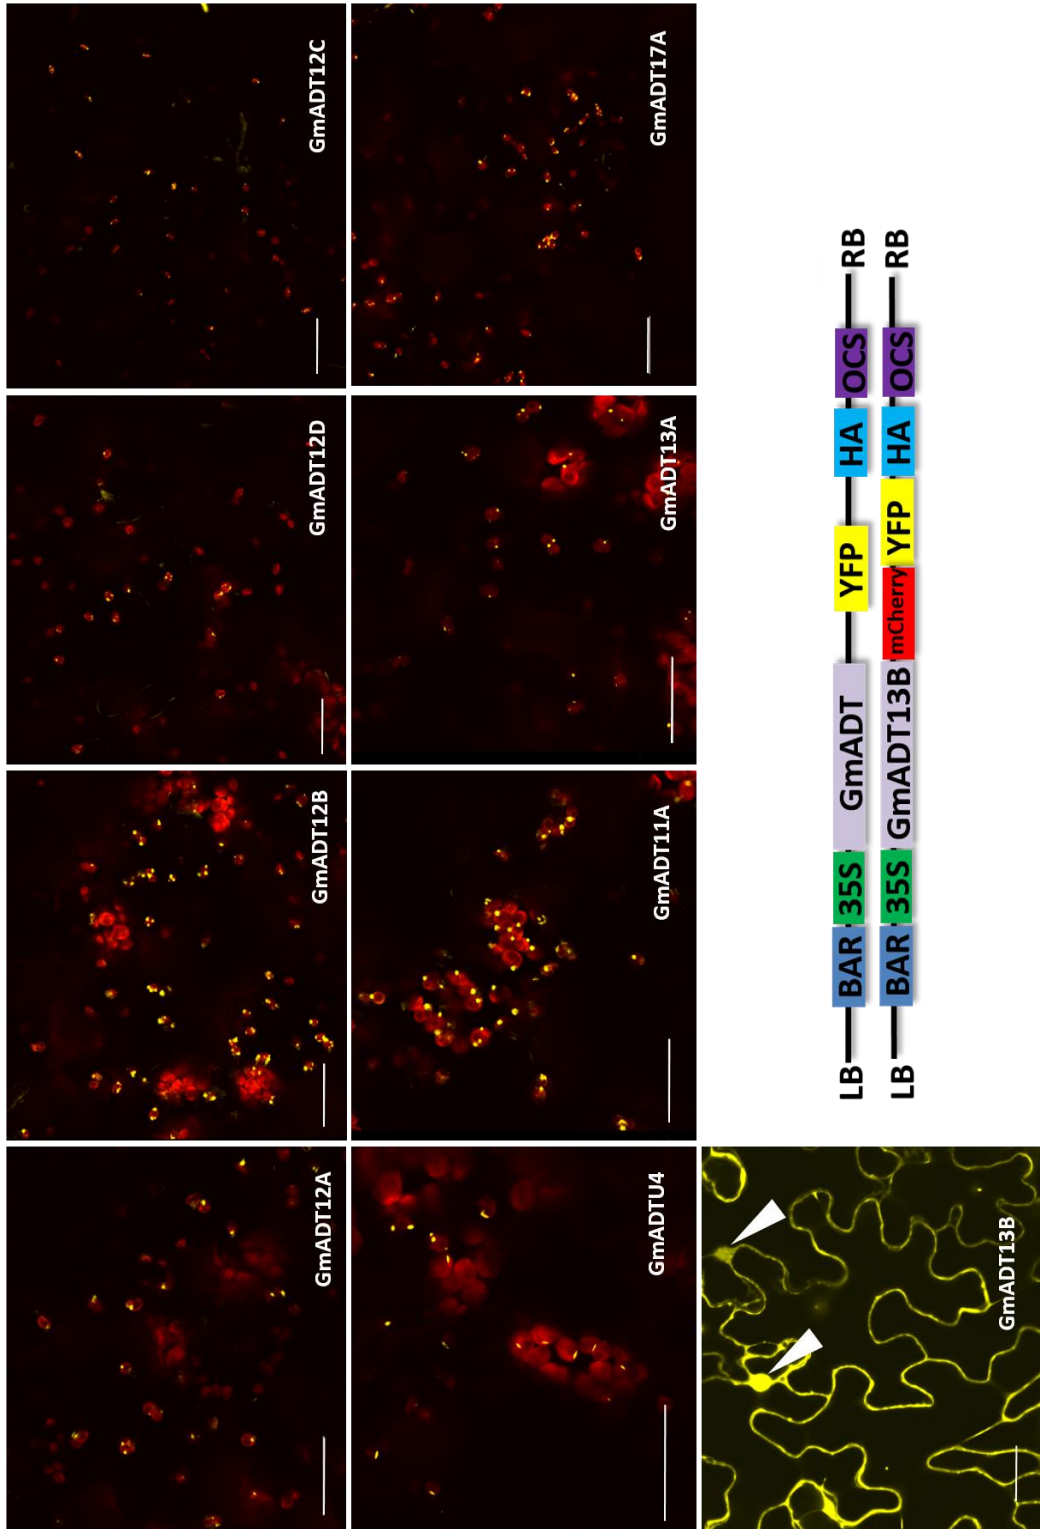 GmADT12A
GmADT12B
GmADT12D
GmADT12C
GmADTU4
GmADT11A
GmADT13A
GmADT17A
GmADT13B
LB BAR 35S GmADT YFP HA OCS RB
LB BAR 35S GmADT13B mCherry YFP HA OCS RB